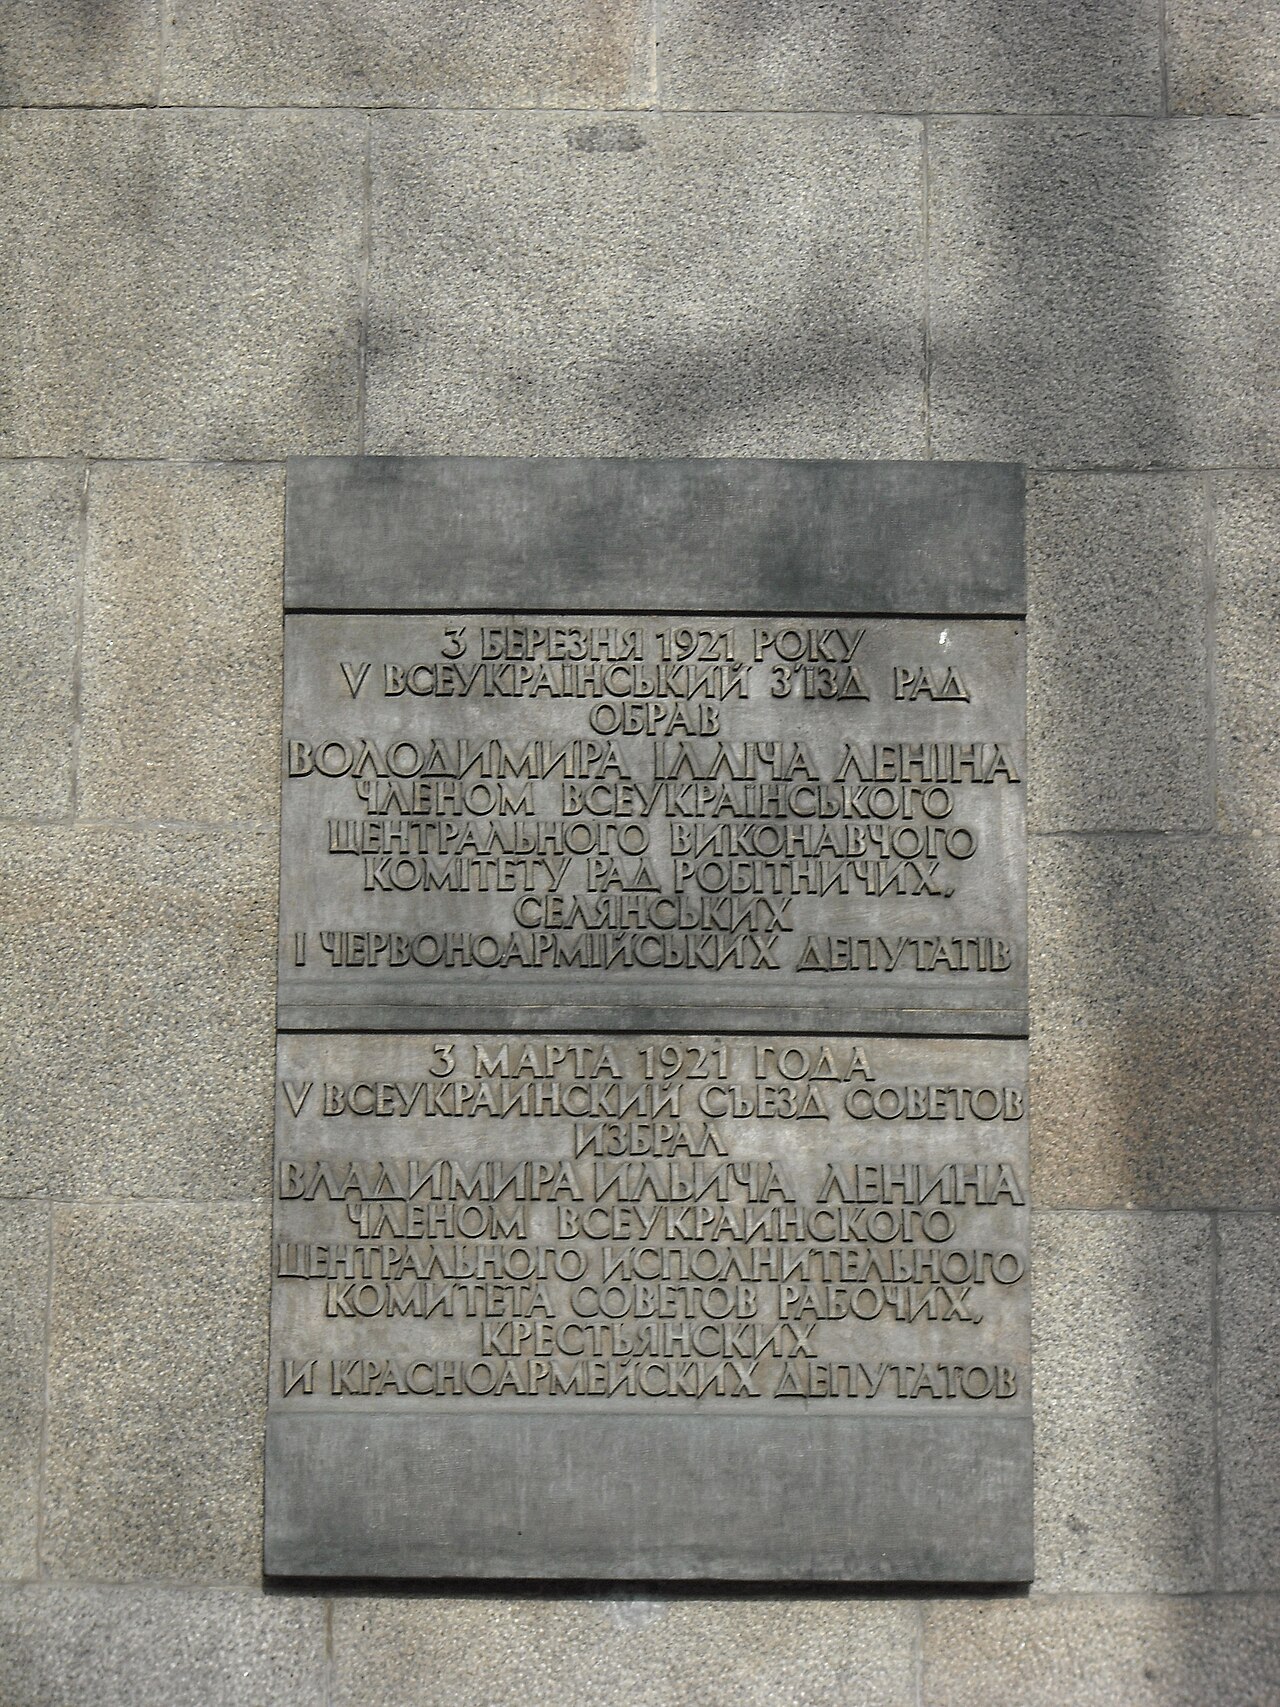 3 БЕРЕЗНЯ 1921 РОКУ
V ВСЕУКРАЇНСЬКИЙ З'ЇЗД РАД
ОБРАВ
ВОЛОДИМИРА ІЛЛІЧА ЛЕНІНА
ЧЛЕНОМ ВСЕУКРАЇНСЬКОГО
ЦЕНТРАЛЬНОГО ВИКОНАВЧОГО
КОМІТЕТУ РАД РОБІТНИЧИХ,
СЕЛЯНСЬКИХ
І ЧЕРВОНОАРМІЙСЬКИХ ДЕПУТАТІВ
3 МАРТА 1921 ГОДА
V ВСЕУКРАИНСКИЙ СЪЕЗД СОВЕТОВ
ИЗБРАЛ
ВЛАДИМИРА ИЛЬИЧА ЛЕНИНА
ЧЛЕНОМ ВСЕУКРАИНСКОГО
ЦЕНТРАЛЬНОГО ИСПОЛНИТЕЛЬНОГО
КОМИТЕТА СОВЕТОВ РАБОЧИХ,
КРЕСТЬЯНСКИХ
И КРАСНОАРМЕЙСКИХ ДЕПУТАТОВ